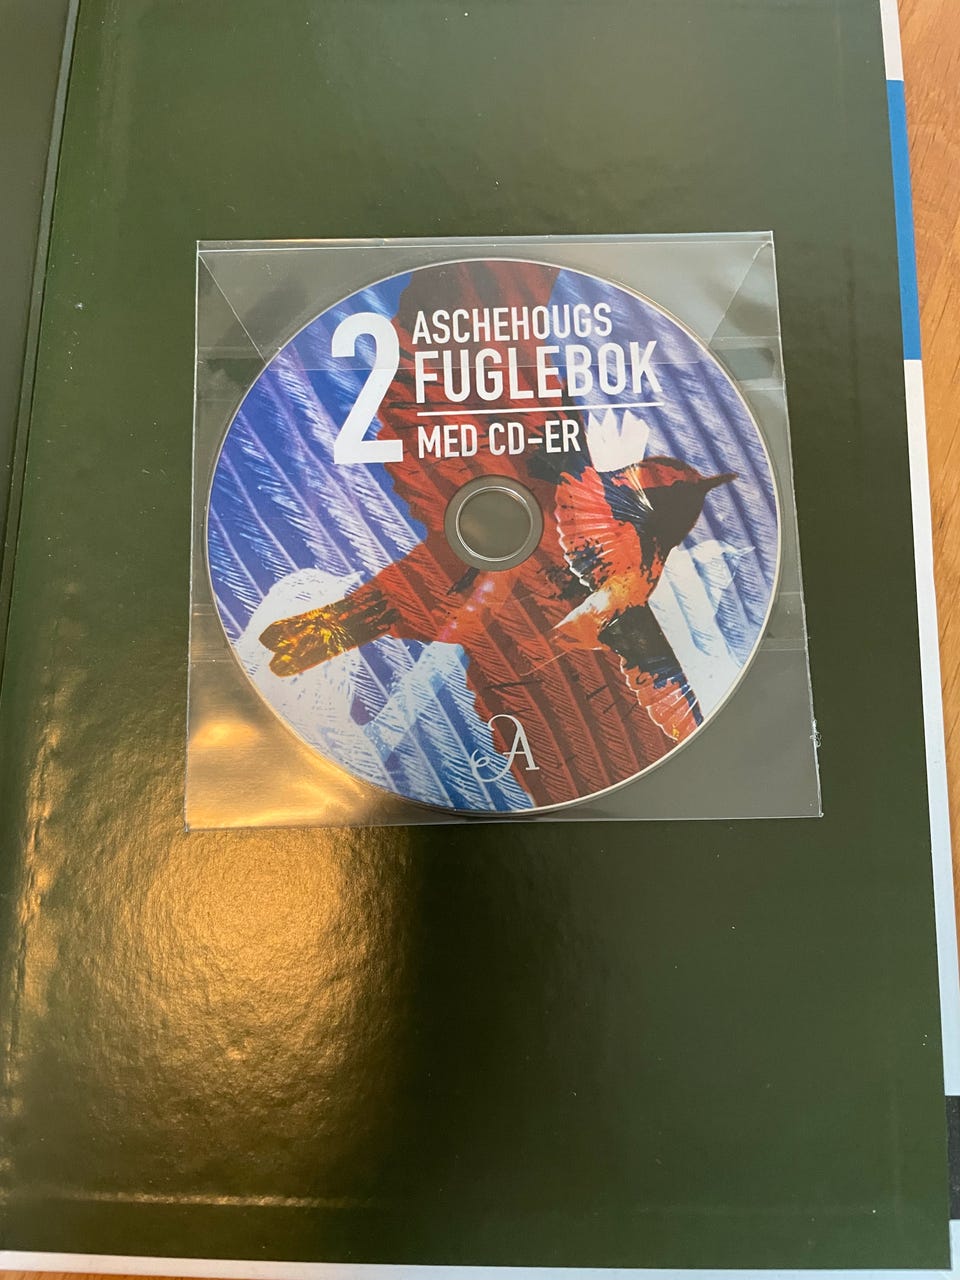 2
ASCHEHOUGS
FUGLEBOK
MED CD-ER
A